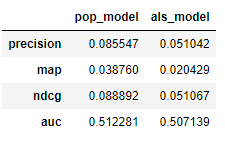 pop_model als_model
precision 0.085547 0.051042
map 0.038760 0.020429
ndcg 0.088892 0.051067
auc 0.512281 0.507139